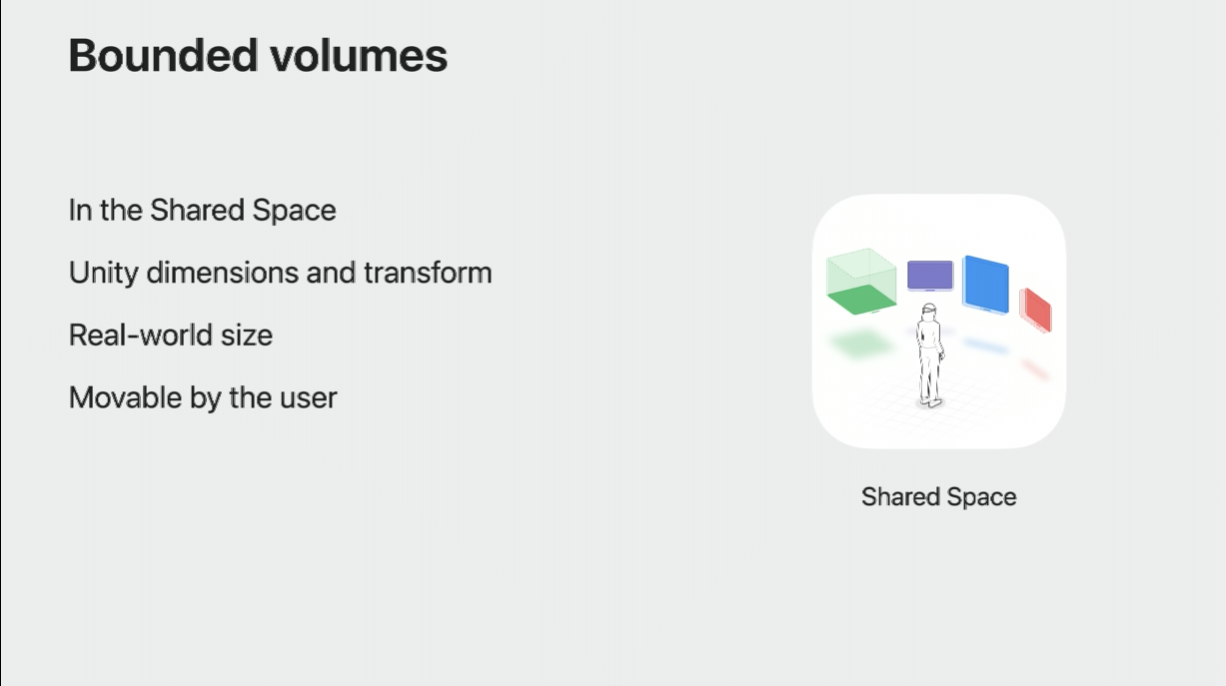 Bounded volumes
In the Shared Space
Unity dimensions and transform
Real-world size
Movable by the user
Shared Space